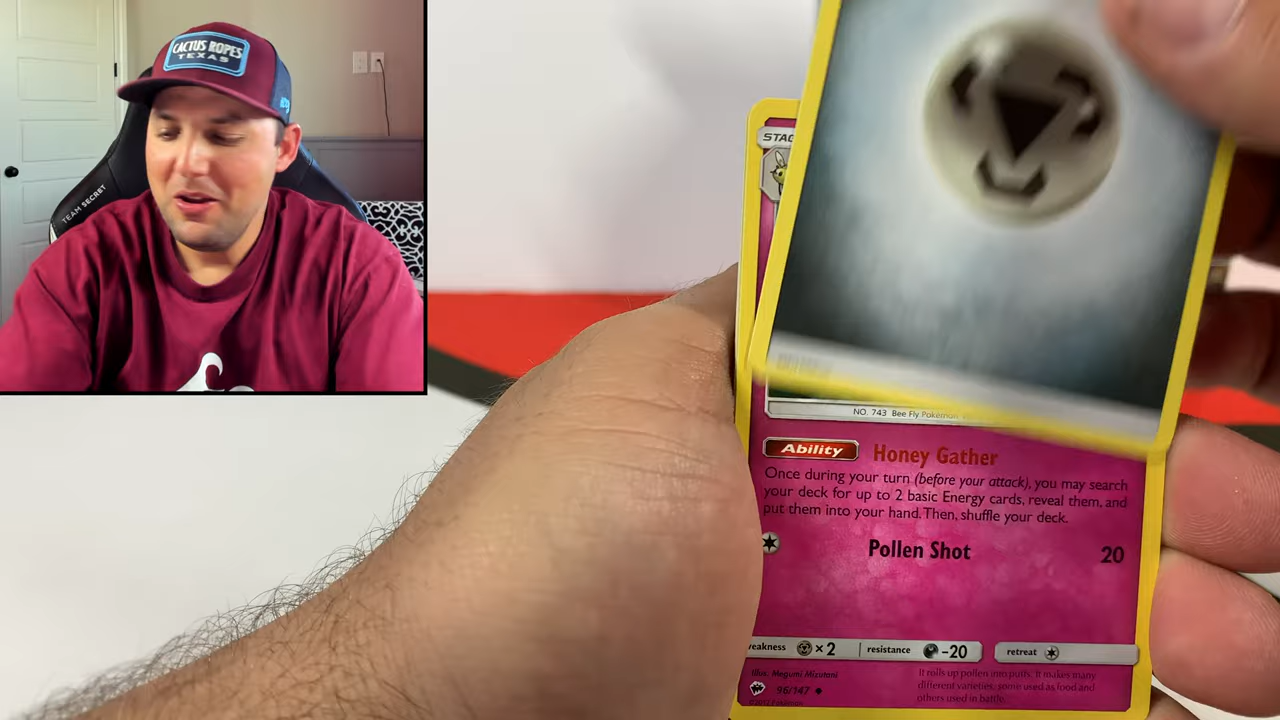 CACTUS ROPES
TEXAS
TEAM SECRET
STAG
NO. 743 Bee Fly Pokémon
Ability Honey Gather
Once during your turn (before your attack), you may search
your deck for up to 2 basic Energy cards, reveal them, and
put them into your hand. Then, shuffle your deck.
Pollen Shot 20
weakness ×2 resistance -20 retreat
Illus. Megumi Mizutani
96/147
©2017 Pokémon
It rolls up pollen into puffs. It makes many
different varieties, some used as food and
others used in battle.